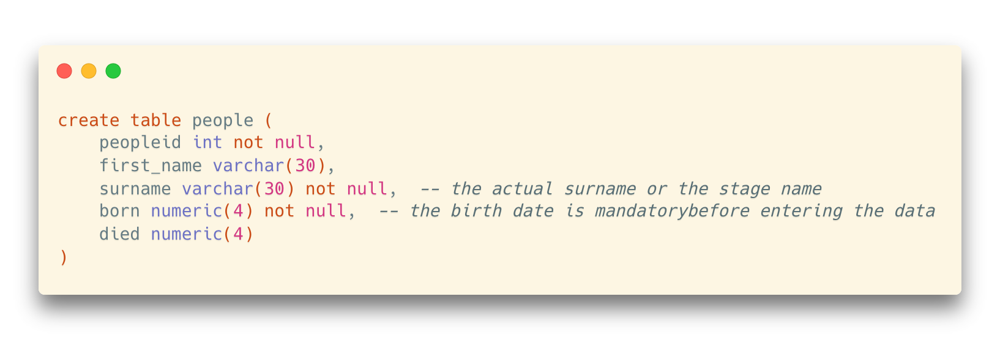 create table people (
    peopleid int not null,
    first_name varchar(30),
    surname varchar(30) not null,  -- the actual surname or the stage name
    born numeric(4) not null,  -- the birth date is mandatorybefore entering the data
    died numeric(4)
)